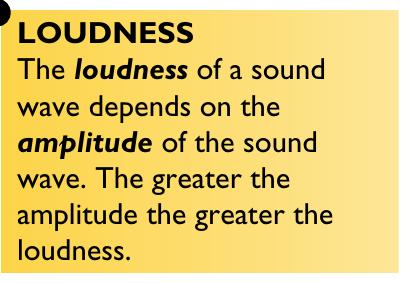 LOUDNESS
The loudness of a sound
wave depends on the
amplitude of the sound
wave. The greater the
amplitude the greater the
loudness.